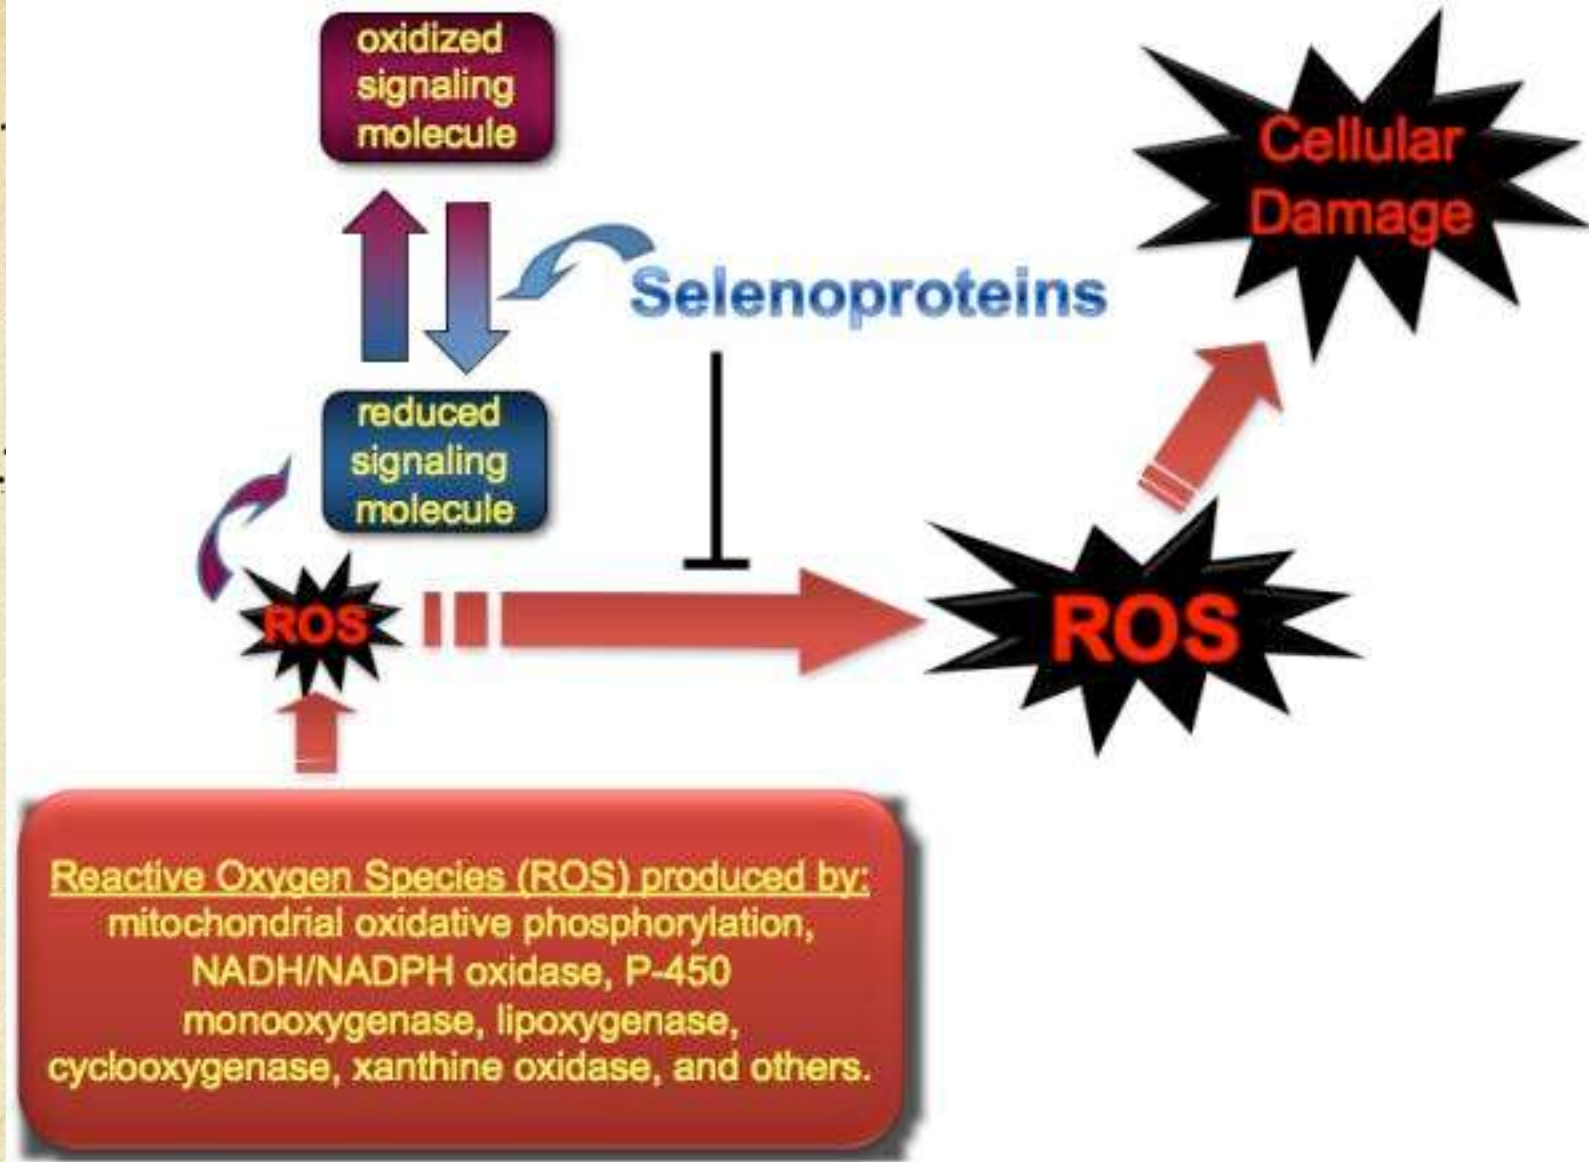 oxidized
signaling
molecule
Cellular
Damage
Selenoproteins
reduced
signaling
molecule
ROS
ROS
Reactive Oxygen Species (ROS) produced by:
mitochondrial oxidative phosphorylation,
NADH/NADPH oxidase, P-450
monooxygenase, lipoxygenase,
cyclooxygenase, xanthine oxidase, and others.